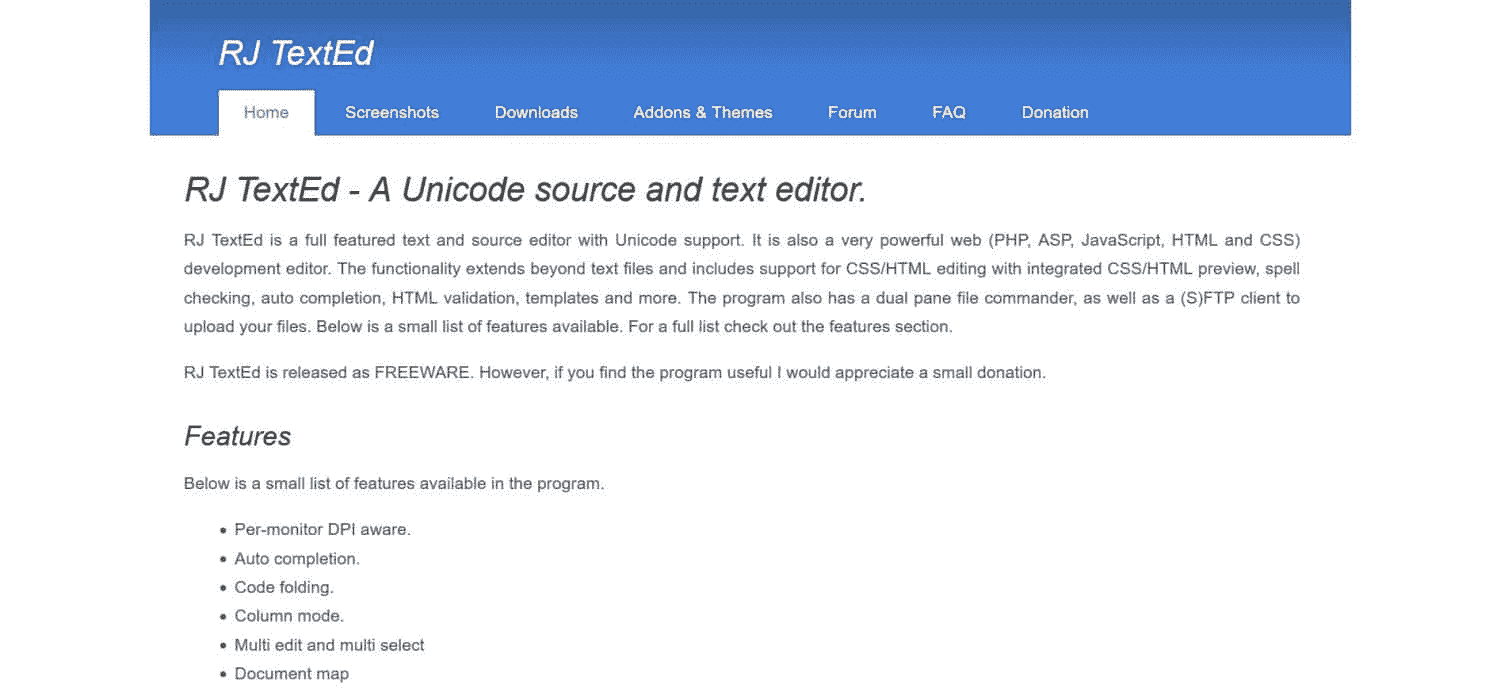 RJ TextEd
Home Screenshots Downloads Addons & Themes Forum FAQ Donation
RJ TextEd - A Unicode source and text editor.
RJ TextEd is a full featured text and source editor with Unicode support. It is also a very powerful web (PHP, ASP, JavaScript, HTML and CSS)
development editor. The functionality extends beyond text files and includes support for CSS/HTML editing with integrated CSS/HTML preview, spell
checking, auto completion, HTML validation, templates and more. The program also has a dual pane file commander, as well as a (S)FTP client to
upload your files. Below is a small list of features available. For a full list check out the features section.
RJ TextEd is released as FREEWARE. However, if you find the program useful I would appreciate a small donation.
Features
Below is a small list of features available in the program.
• Per-monitor DPI aware.
• Auto completion.
• Code folding.
• Column mode.
• Multi edit and multi select
• Document map